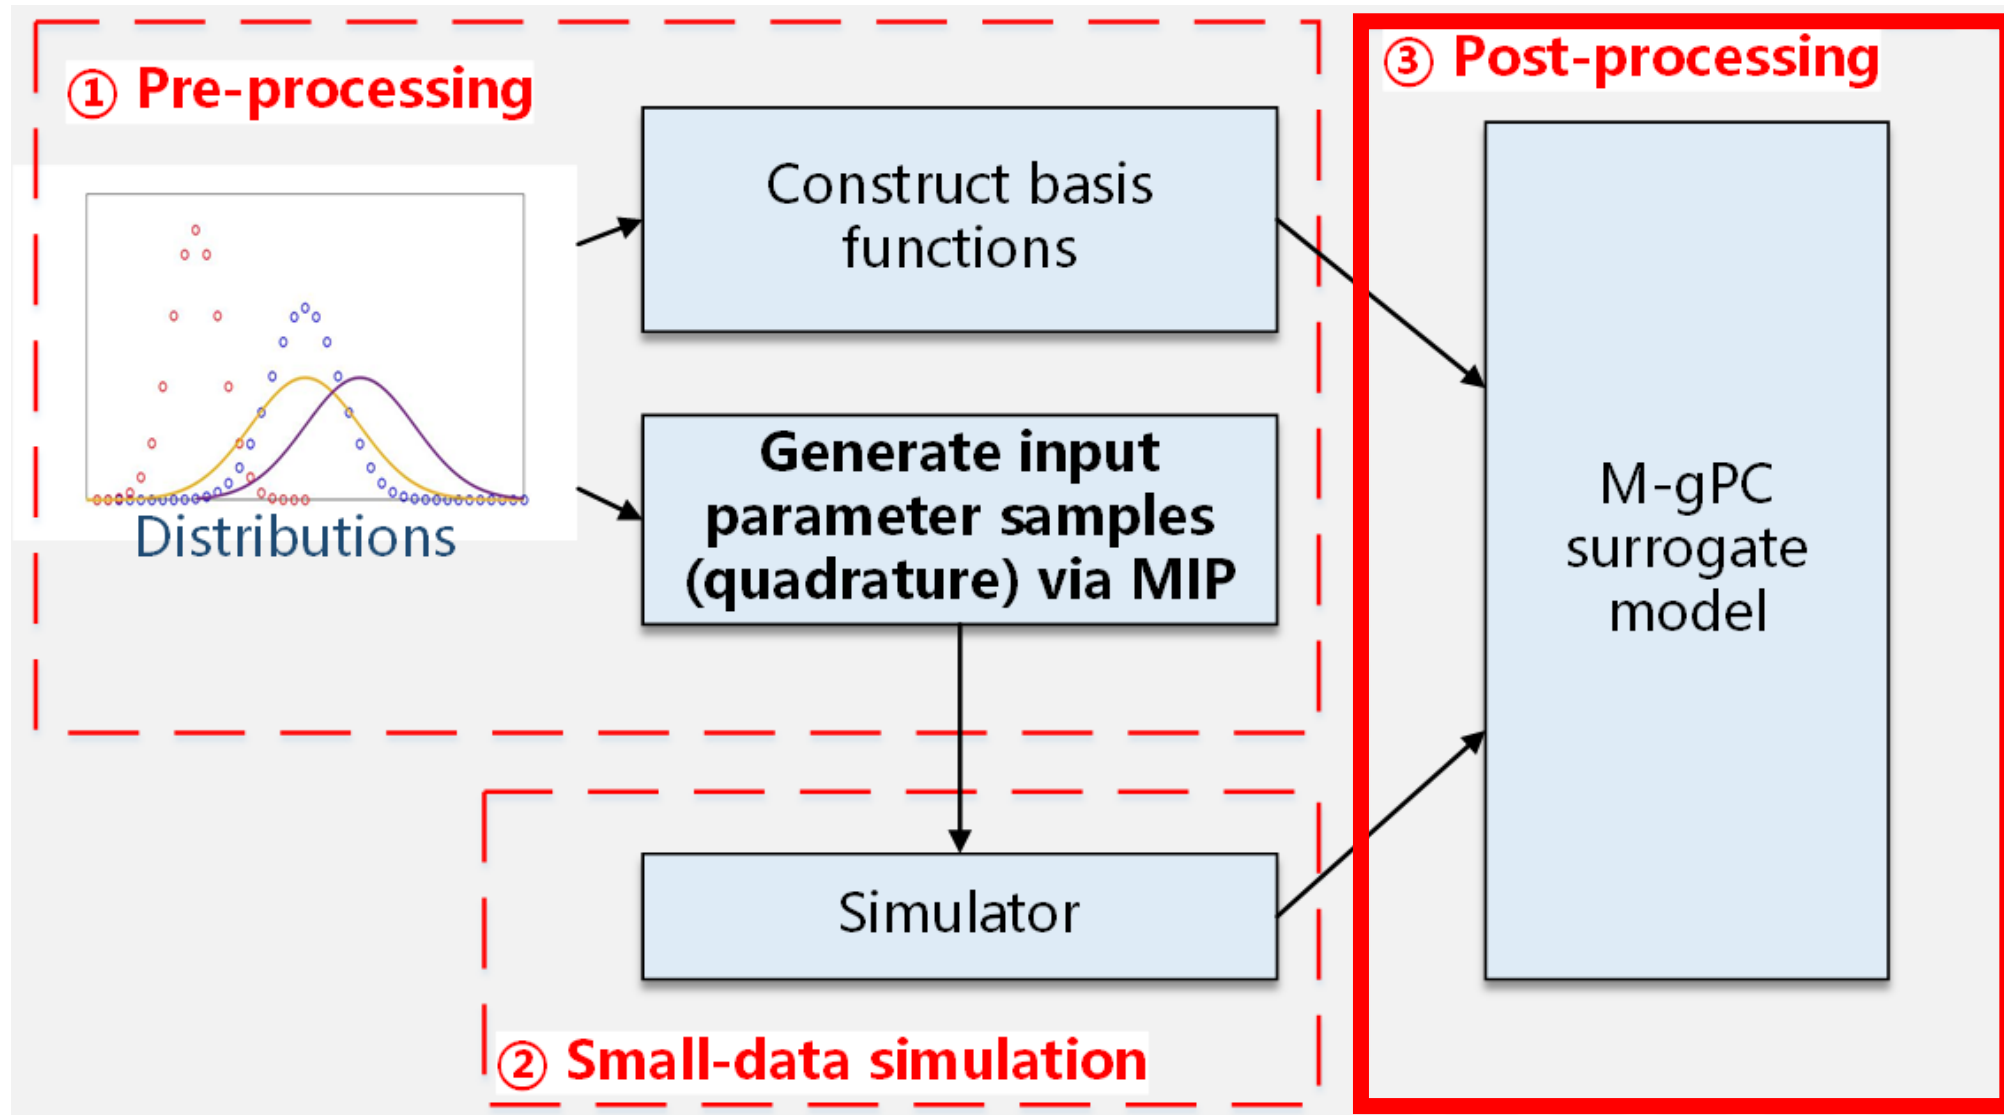 ① Pre-processing
Construct basis
functions
Distributions
Generate input
parameter samples
(quadrature) via MIP
Simulator
② Small-data simulation
③ Post-processing
M-gPC
surrogate
model